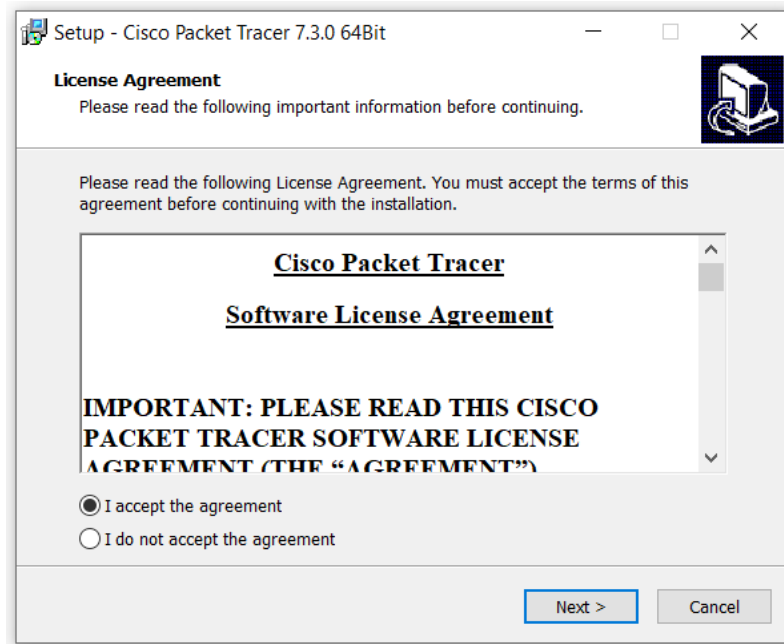 Setup - Cisco Packet Tracer 7.3.0 64Bit
License Agreement
Please read the following important information before continuing.
Please read the following License Agreement. You must accept the terms of this
agreement before continuing with the installation.
Cisco Packet Tracer
Software License Agreement
IMPORTANT: PLEASE READ THIS CISCO
PACKET TRACER SOFTWARE LICENSE
AGREEMENT (THE “AGREEMENT”)
I accept the agreement
I do not accept the agreement
Next >
Cancel